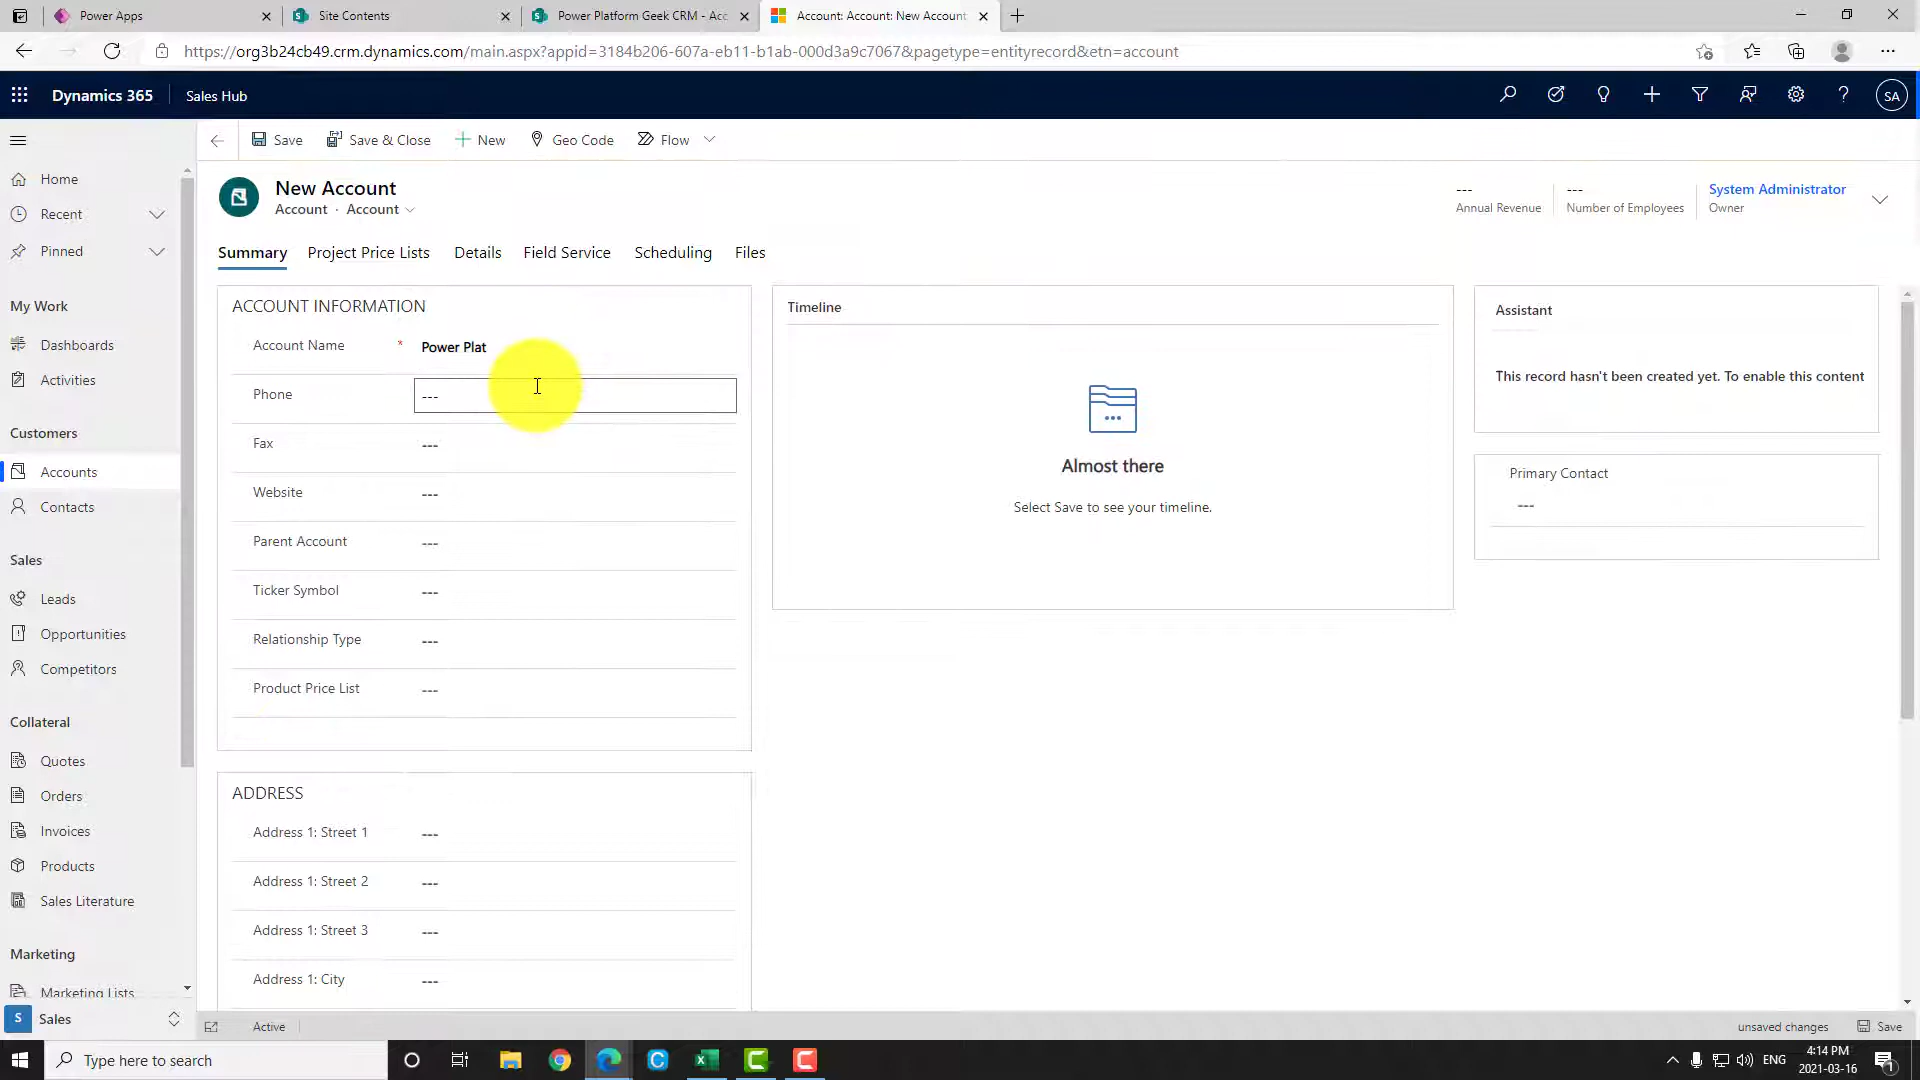 Power Apps
Site Contents
Power Platform Geek CRM - Acc
Account: Account: New Account
https://org3b24cb49.crm.dynamics.com/main.aspx?appid=3184b206-607a-eb11-b1ab-000d3a9c7067&pagetype=entityrecord&etn=account
Dynamics 365
Sales Hub
SA
Save
Save & Close
New
Geo Code
Flow
Home
Recent
Pinned
My Work
Dashboards
Activities
Customers
Accounts
Contacts
Sales
Leads
Opportunities
Competitors
Collateral
Quotes
Orders
Invoices
Products
Sales Literature
Marketing
Marketing Lists
S Sales
New Account
Account · Account
---
Annual Revenue
---
Number of Employees
System Administrator
Owner
Summary
Project Price Lists
Details
Field Service
Scheduling
Files
ACCOUNT INFORMATION
Account Name * Power Plat
Phone ---
Fax ---
Website ---
Parent Account ---
Ticker Symbol ---
Relationship Type ---
Product Price List ---
ADDRESS
Address 1: Street 1 ---
Address 1: Street 2 ---
Address 1: Street 3 ---
Address 1: City ---
Timeline
Almost there
Select Save to see your timeline.
Assistant
This record hasn't been created yet. To enable this content
Primary Contact
---
Active
unsaved changes
Save
Type here to search
ENG
4:14 PM
2021-03-16
1